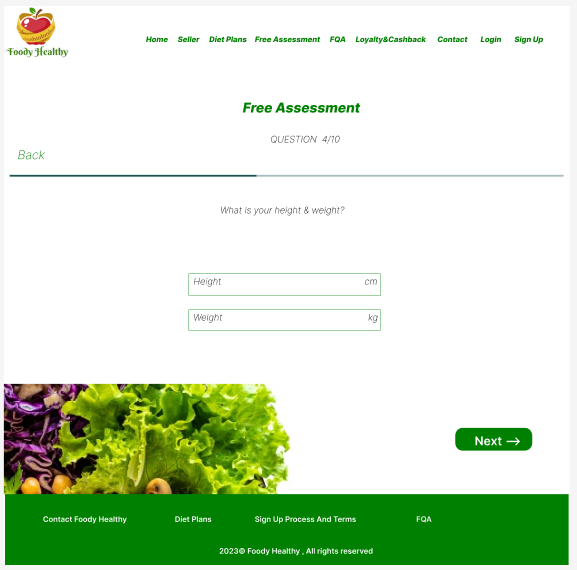 Foody Healthy
Home Seller Diet Plans Free Assessment FQA Loyalty&Cashback Contact Login Sign Up
Free Assessment
QUESTION 4/10
Back
What is your height & weight?
Height cm
Weight kg
Next →
Contact Foody Healthy Diet Plans Sign Up Process And Terms FQA
2023© Foody Healthy , All rights reserved